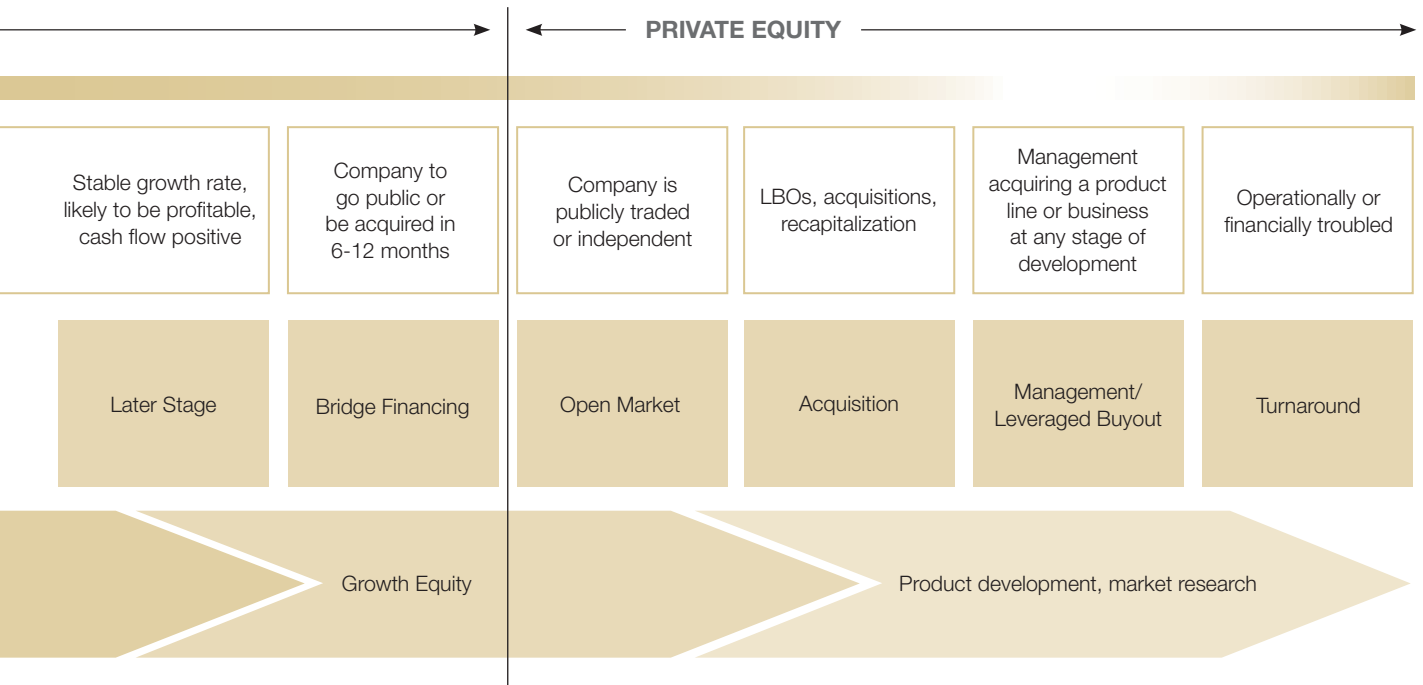 PRIVATE EQUITY
Stable growth rate,
likely to be profitable,
cash flow positive
Company to
go public or
be acquired in
6-12 months
Company is
publicly traded
or independent
LBOs, acquisitions,
recapitalization
Management
acquiring a product
line or business
at any stage of
development
Operationally or
financially troubled
Later Stage
Bridge Financing
Open Market
Acquisition
Management/
Leveraged Buyout
Turnaround
Growth Equity
Product development, market research